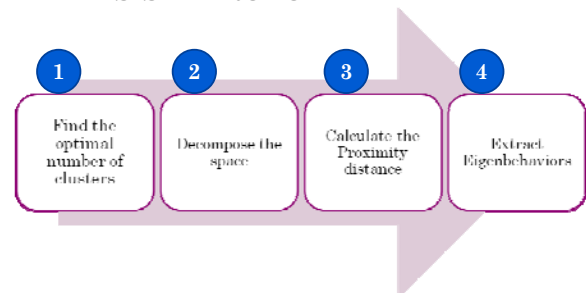 1
2
3
4
Find the
optimal
number of
clusters
Decompose the
space
Calculate the
Proximity
distance
Extract
Eigenbehaviors